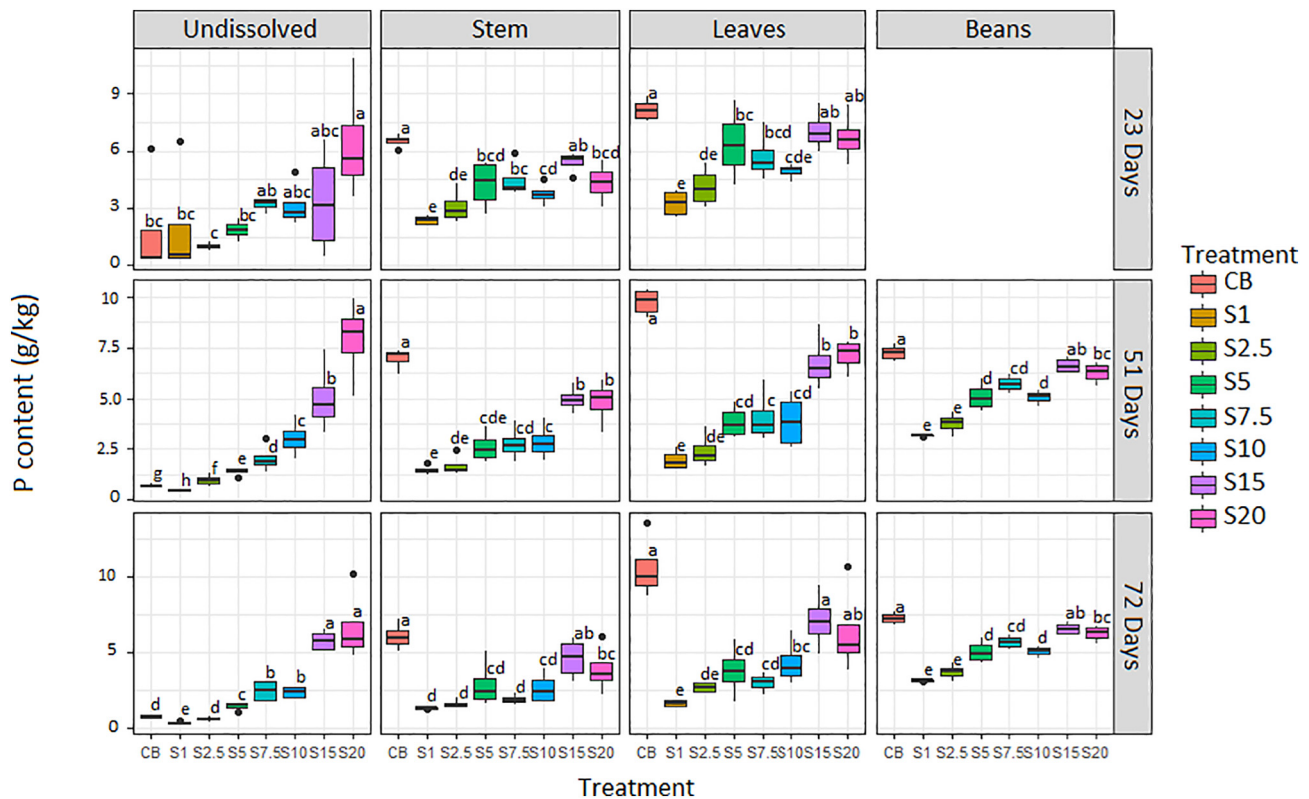 Undissolved Stem Leaves Beans
23 Days
9
6
3
0
bc bc c bc ab abc abc a
a e de bcd bc cd ab bcd
a e de bc bcd cde ab ab
51 Days
10
7.5
5.0
2.5
0
g h f e d c b a
a e de cde cd c b b
a e de cd c cd b b
a e e d cd d ab bc
72 Days
10
5
0
d e d c b b a a
a d d cd d cd ab bc
a e de cd cd bc a ab
a e e d cd d ab bc
CB S1 S2.5 S5 S7.5 S10 S15 S20
CB S1 S2.5 S5 S7.5 S10 S15 S20
CB S1 S2.5 S5 S7.5 S10 S15 S20
CB S1 S2.5 S5 S7.5 S10 S15 S20
Treatment
P content (g/kg)
Treatment
CB
S1
S2.5
S5
S7.5
S10
S15
S20